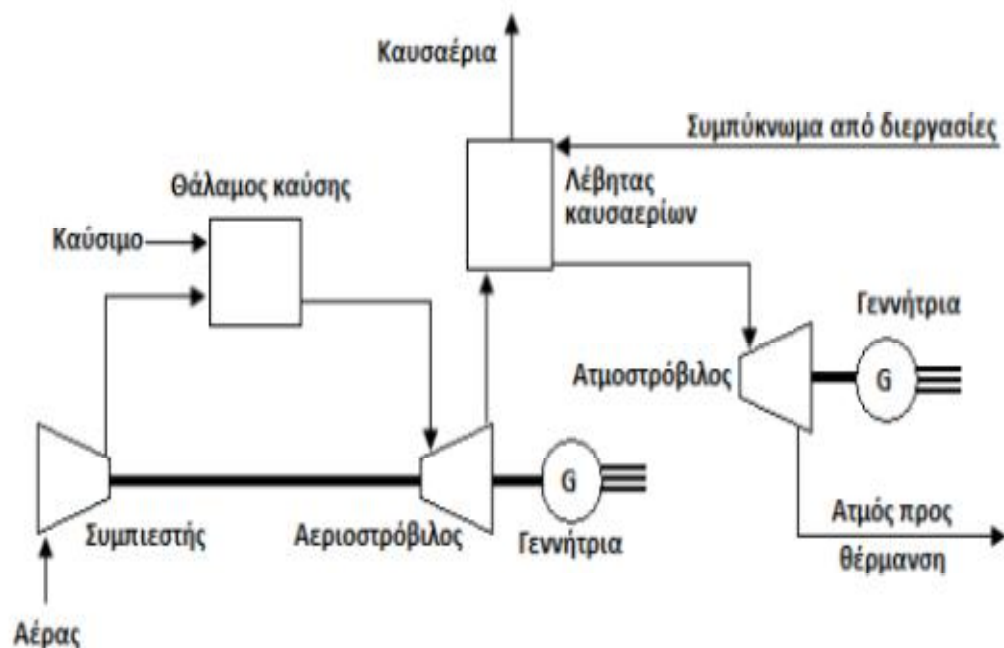 Καυσαέρια
Συμπύκνωμα από διεργασίες
Λέβητας
καυσαερίων
Θάλαμος καύσης
Καύσιμο
Γεννήτρια
Ατμοστρόβιλος
G
G
Συμπιεστής
Αεριοστρόβιλος
Γεννήτρια
Ατμός προς
θέρμανση
Αέρας